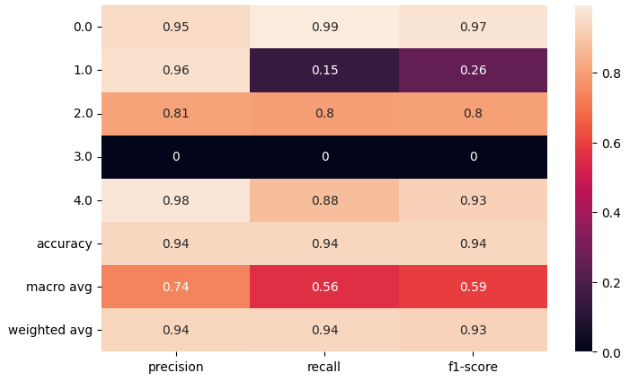 0.0 0.95 0.99 0.97
1.0 0.96 0.15 0.26
2.0 0.81 0.8 0.8
3.0 0 0 0
4.0 0.98 0.88 0.93
accuracy 0.94 0.94 0.94
macro avg 0.74 0.56 0.59
weighted avg 0.94 0.94 0.93
precision recall f1-score
0.8
0.6
0.4
0.2
0.0